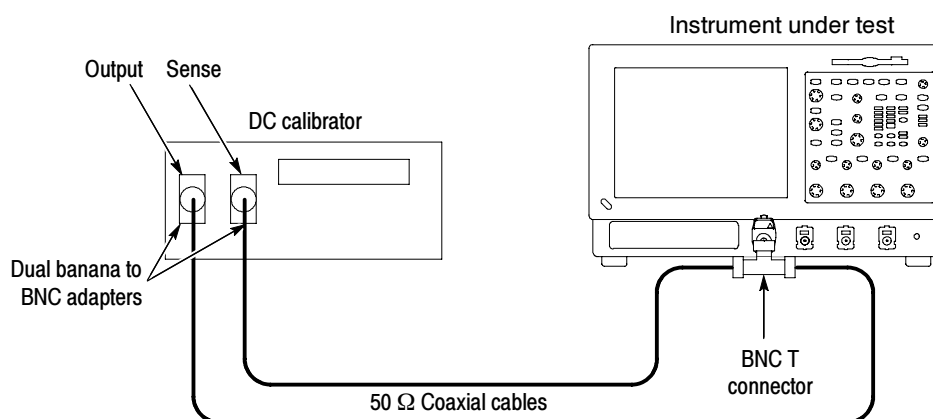 Instrument under test
Output
Sense
DC calibrator
Dual banana to
BNC adapters
BNC T
connector
50 Ω Coaxial cables